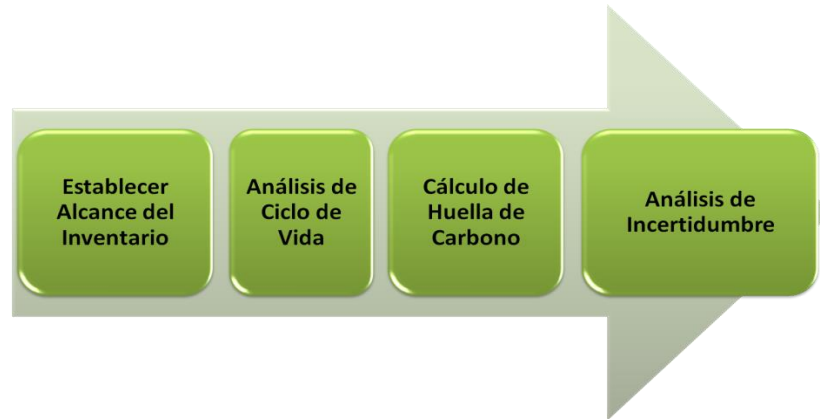 Establecer
Alcance del
Inventario
Análisis de
Ciclo de
Vida
Cálculo de
Huella de
Carbono
Análisis de
Incertidumbre